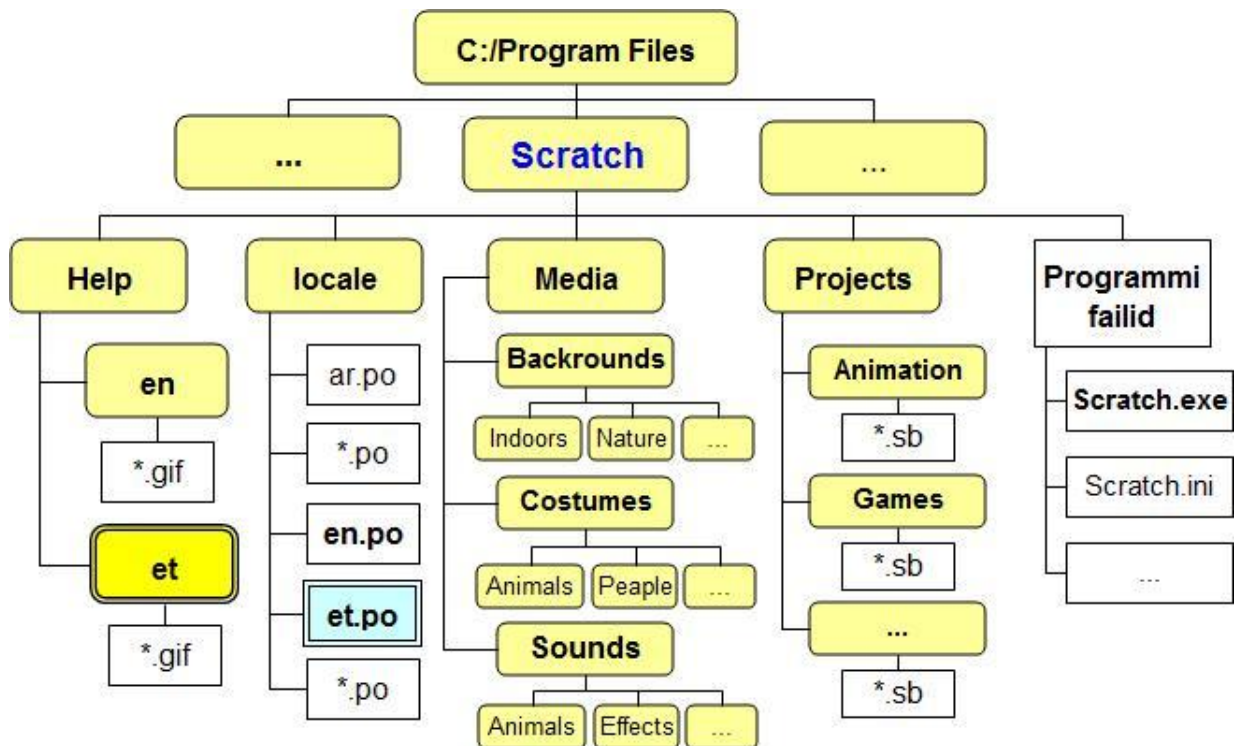 C:/Program Files
...
Scratch
...
Help
locale
Media
Projects
Programmi
failid
en
*.gif
et
*.gif
ar.po
*.po
en.po
et.po
*.po
Backrounds
Indoors
Nature
...
Costumes
Animals
Peaple
...
Sounds
Animals
Effects
...
Animation
*.sb
Games
*.sb
...
*.sb
Scratch.exe
Scratch.ini
...